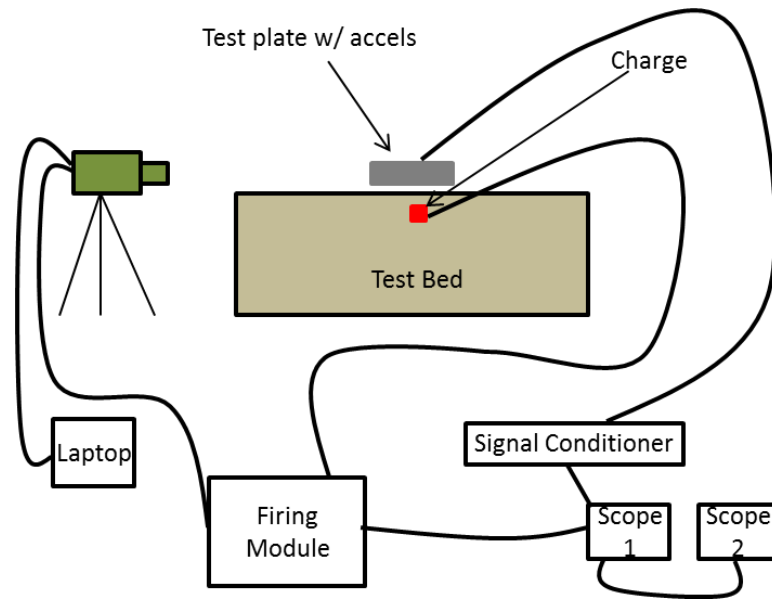 Test plate w/ accels
Charge
Test Bed
Signal Conditioner
Laptop
Firing
Module
Scope
1
Scope
2